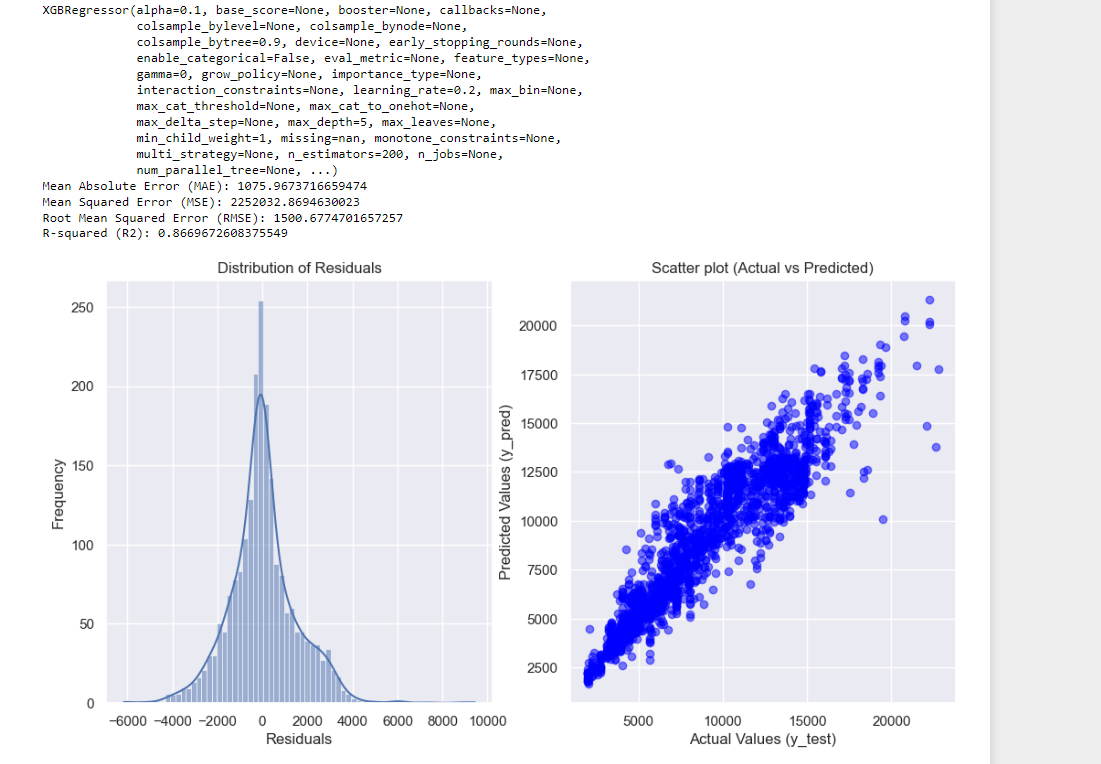 XGBRegressor(alpha=0.1, base_score=None, booster=None, callbacks=None,
colsample_bylevel=None, colsample_bynode=None,
colsample_bytree=0.9, device=None, early_stopping_rounds=None,
enable_categorical=False, eval_metric=None, feature_types=None,
gamma=0, grow_policy=None, importance_type=None,
interaction_constraints=None, learning_rate=0.2, max_bin=None,
max_cat_threshold=None, max_cat_to_onehot=None,
max_delta_step=None, max_depth=5, max_leaves=None,
min_child_weight=1, missing=nan, monotone_constraints=None,
multi_strategy=None, n_estimators=200, n_jobs=None,
num_parallel_tree=None, ...)
Mean Absolute Error (MAE): 1075.9673716659474
Mean Squared Error (MSE): 2252032.8694630023
Root Mean Squared Error (RMSE): 1500.6774701657257
R-squared (R2): 0.8669672608375549
Distribution of Residuals
250
200
150
100
50
0
Frequency
−6000 −4000 −2000 0 2000 4000 6000 8000 10000
Residuals
Scatter plot (Actual vs Predicted)
20000
17500
15000
12500
10000
7500
5000
2500
Predicted Values (y_pred)
5000 10000 15000 20000
Actual Values (y_test)